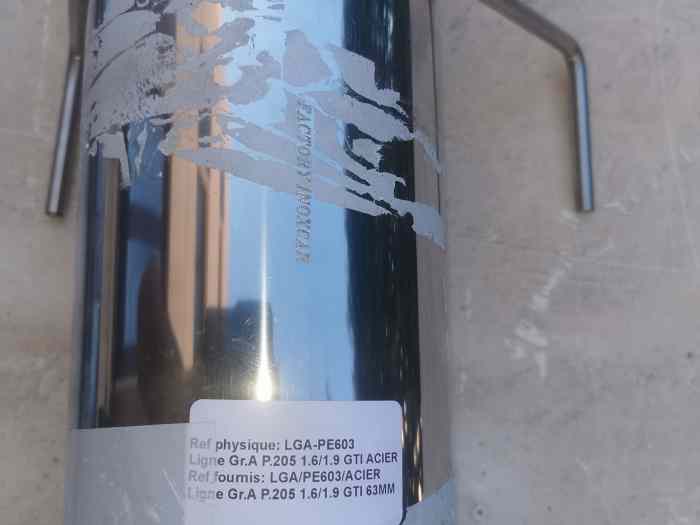 FACTORY INOXCAR
Ref physique: LGA-PE603
Ligne Gr.A P.205 1.6/1.9 GTI ACIER
Ref fournis: LGA/PE603/ACIER
Ligne Gr.A P.205 1.6/1.9 GTI 63MM